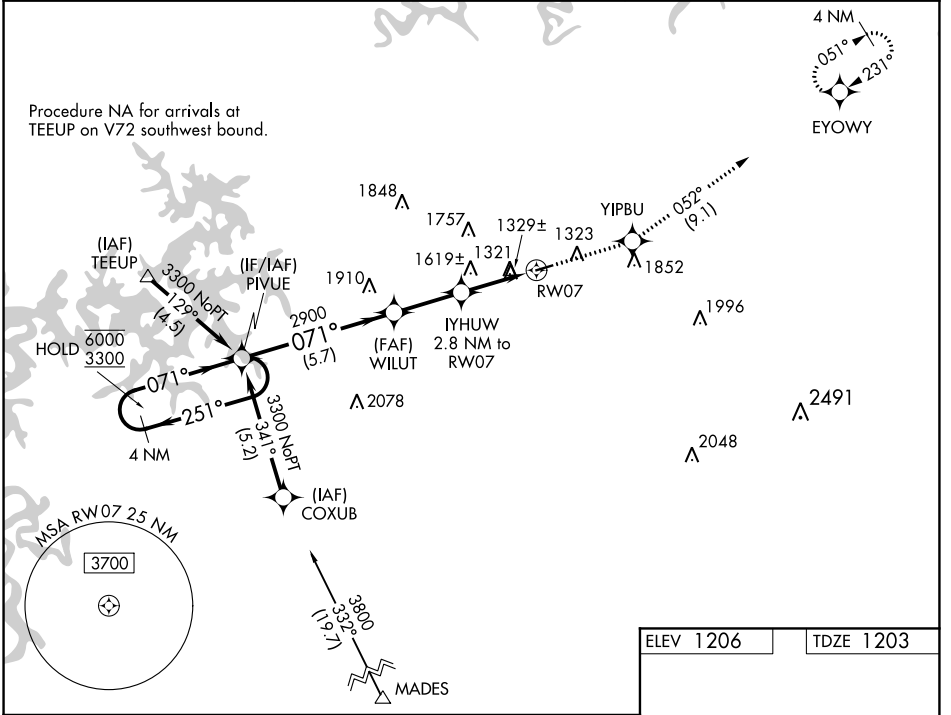 4 NM
051°
231°
EYOWY
Procedure NA for arrivals at
TEEUP on V72 southwest bound.
1848
1757
1329±
1323
YIPBU
052°
(9.1)
(IAF)
TEEUP
(IF/IAF)
PIVUE
1619±
1321
1852
RW07
1910
3300 NoPT
129°
(4.5)
2900
071°
(5.7)
IYHUW
2.8 NM to
RW07
(FAF)
WILUT
1996
HOLD
6000
3300
071°
251°
4 NM
2078
2491
2048
3300 NoPT
341°
(5.2)
(IAF)
COXUB
MSA RW07 25 NM
3700
3800
332°
(19.7)
MADES
ELEV 1206
TDZE 1203